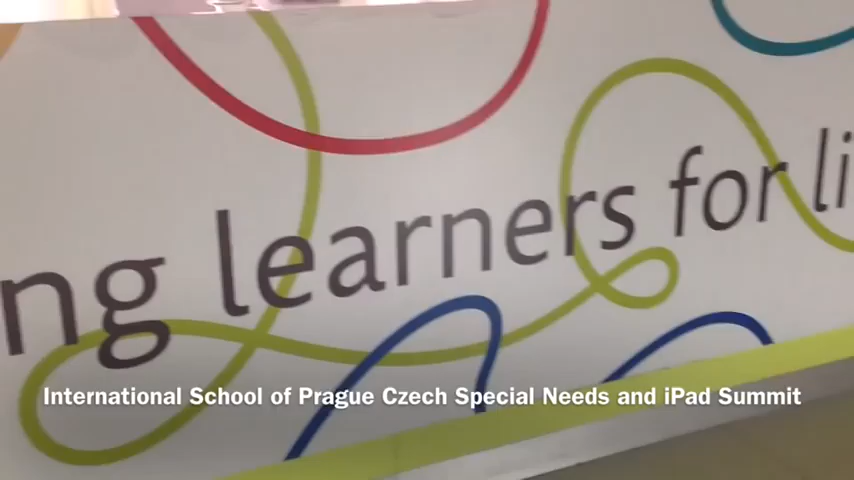 ng learners for li
International School of Prague Czech Special Needs and iPad Summit